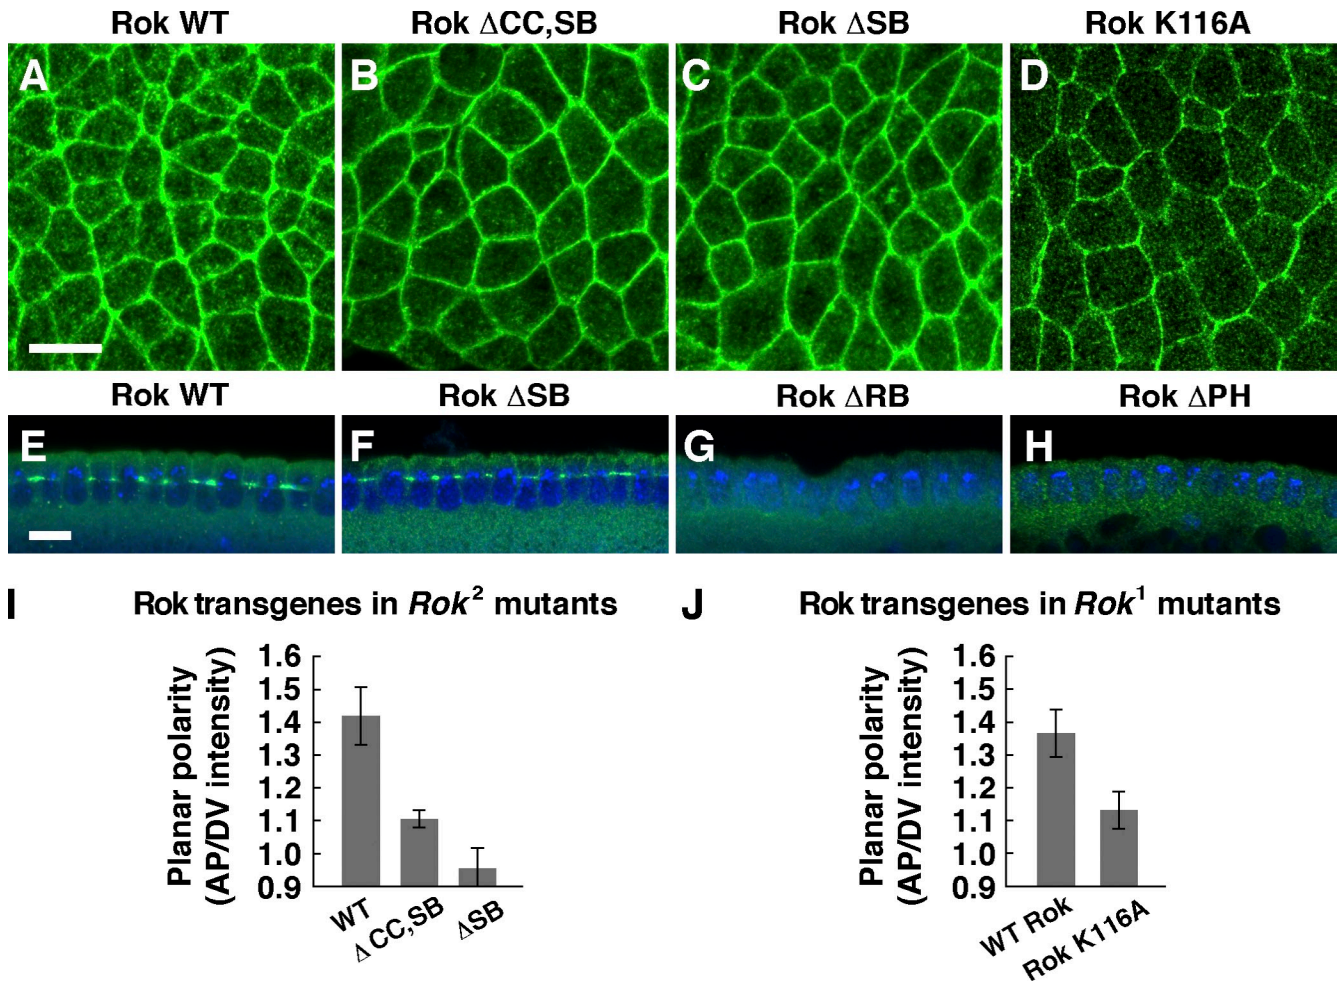 Rok WT Rok ΔCC,SB Rok ΔSB Rok K116A
A B C D
Rok WT Rok ΔSB Rok ΔRB Rok ΔPH
E F G H
I Rok transgenes in Rok² mutants J Rok transgenes in Rok¹ mutants
Planar polarity
(AP/DV intensity)
1.6
1.5
1.4
1.3
1.2
1.1
1.0
0.9
WT ΔCC,SB ΔSB
Planar polarity
(AP/DV intensity)
1.6
1.5
1.4
1.3
1.2
1.1
1.0
0.9
WT Rok Rok K116A